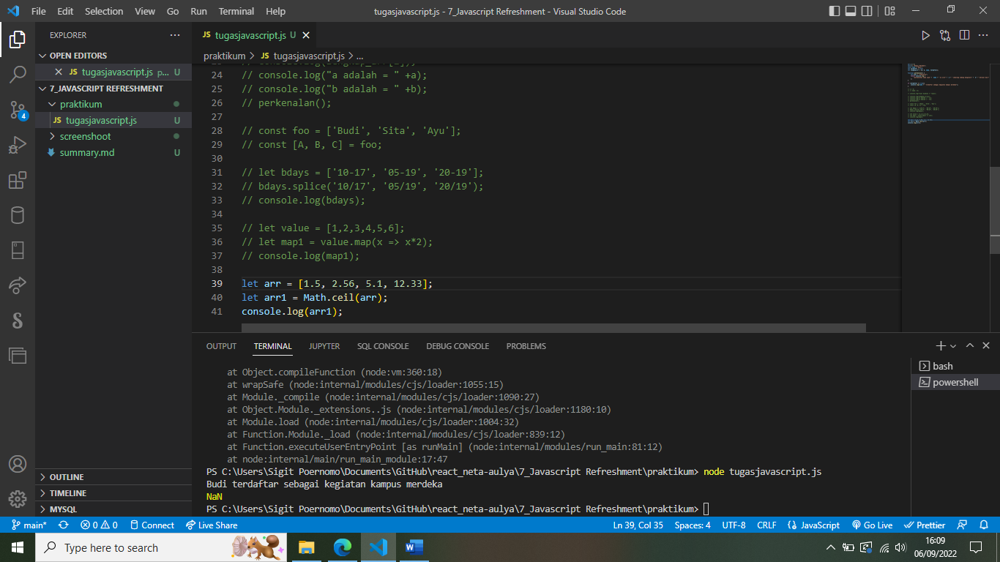 File Edit Selection View Go Run Terminal Help
tugasjavascript.js - 7_Javascript Refreshment - Visual Studio Code
EXPLORER
OPEN EDITORS
JS tugasjavascript.js p... U
7_JAVASCRIPT REFRESHMENT
praktikum
JS tugasjavascript.js U
screenshoot
summary.md U
4
OUTLINE
TIMELINE
MYSQL
JS tugasjavascript.js U
praktikum > JS tugasjavascript.js > ...
24 // console.log("a adalah = " +a);
25 // console.log("b adalah = " +b);
26 // perkenalan();
27
28 // const foo = ['Budi', 'Sita', 'Ayu'];
29 // const [A, B, C] = foo;
30
31 // let bdays = ['10-17', '05-19', '20-19'];
32 // bdays.splice('10/17', '05/19', '20/19');
33 // console.log(bdays);
34
35 // let value = [1,2,3,4,5,6];
36 // let map1 = value.map(x => x*2);
37 // console.log(map1);
38
39 let arr = [1.5, 2.56, 5.1, 12.33];
40 let arr1 = Math.ceil(arr);
41 console.log(arr1);
OUTPUT TERMINAL JUPYTER SQL CONSOLE DEBUG CONSOLE PROBLEMS
at Object.compileFunction (node:vm:360:18)
at wrapSafe (node:internal/modules/cjs/loader:1055:15)
at Module._compile (node:internal/modules/cjs/loader:1090:27)
at Object.Module._extensions..js (node:internal/modules/cjs/loader:1180:10)
at Module.load (node:internal/modules/cjs/loader:1004:32)
at Function.Module._load (node:internal/modules/cjs/loader:839:12)
at Function.executeUserEntryPoint [as runMain] (node:internal/modules/run_main:81:12)
at node:internal/main/run_main_module:17:47
PS C:\Users\Sigit Poernomo\Documents\GitHub\react_neta-aulya\7_Javascript Refreshment\praktikum> node tugasjavascript.js
Budi terdaftar sebagai kegiatan kampus merdeka
NaN
PS C:\Users\Sigit Poernomo\Documents\GitHub\react_neta-aulya\7_Javascript Refreshment\praktikum>
bash
powershell
main* 0 0 Connect Live Share
Ln 39, Col 35 Spaces: 4 UTF-8 CRLF JavaScript Go Live Prettier
Type here to search
16:09
06/09/2022